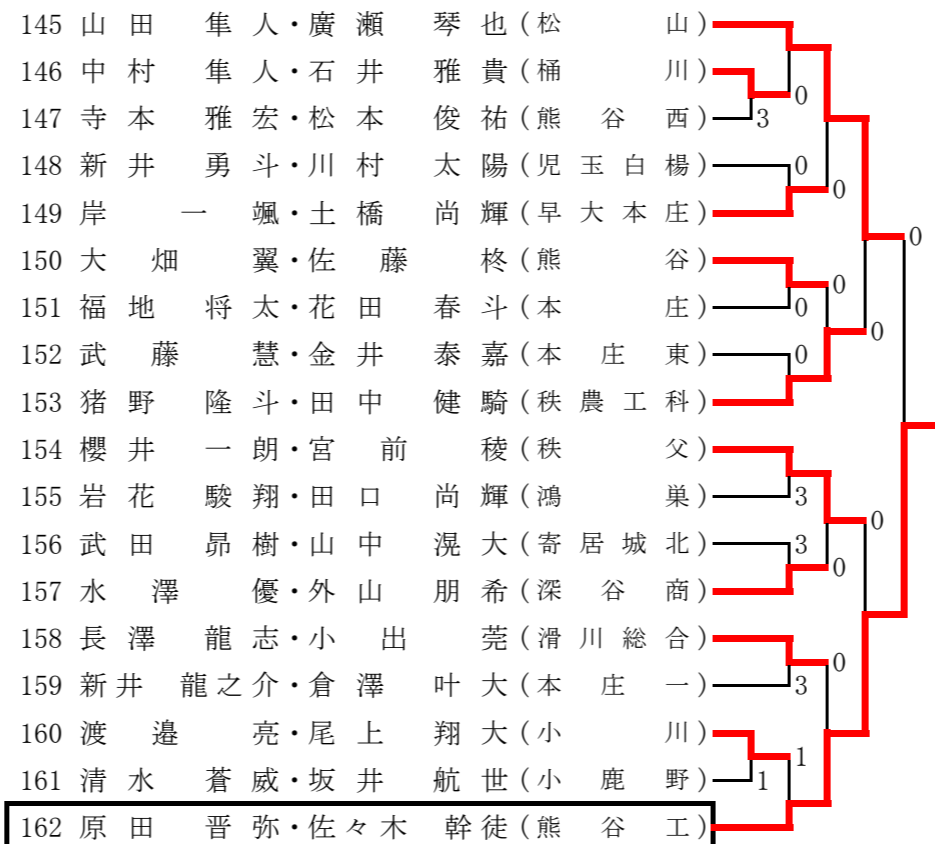 145 山田 隼人・廣瀬 琴也(松山)
0
146 中村 隼人・石井 雅貴(桶川)
3
147 寺本 雅宏・松本 俊祐(熊谷西)
148 新井 勇斗・川村 太陽(児玉白楊)
0
0
149 岸 一颯・土橋 尚輝(早大本庄)
0
150 大畑 翼・佐藤 柊(熊谷)
0
151 福地 将太・花田 春斗(本庄)
0
0
152 武藤 慧・金井 泰嘉(本庄東)
0
153 猪野 隆斗・田中 健騎(秩農工科)
154 櫻井 一朗・宮前 稜(秩父)
155 岩花 駿翔・田口 尚輝(鴻巣)
3
0
156 武田 昴樹・山中 滉大(寄居城北)
3
0
157 水澤 優・外山 朋希(深谷商)
158 長澤 龍志・小出 莞(滑川総合)
0
159 新井 龍之介・倉澤 叶大(本庄一)
3
160 渡邉 亮・尾上 翔大(小川)
1
161 清水 蒼威・坂井 航世(小鹿野)
1
162 原田 晋弥・佐々木 幹徒(熊谷工)